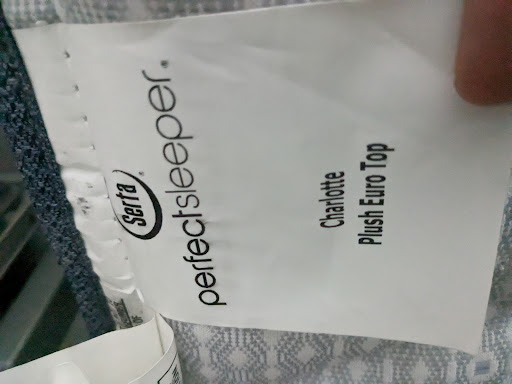 Serta®
perfectsleeper®
Charlotte
Plush Euro Top